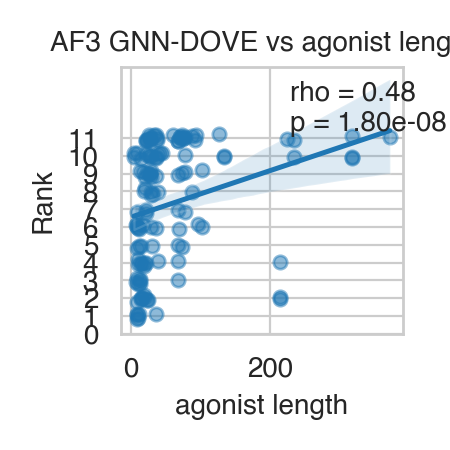 AF3 GNN-DOVE vs agonist leng
rho = 0.48
p = 1.80e-08
11
10
9
8
7
6
5
4
3
2
1
0
Rank
0
200
agonist length